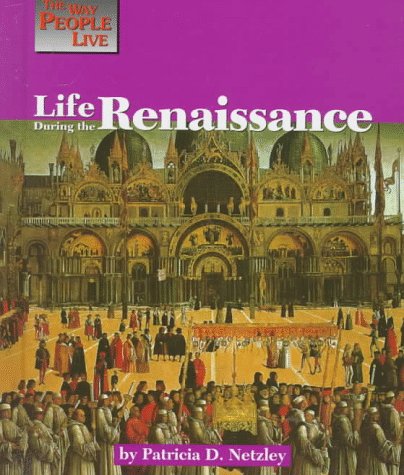 THE WAY
PEOPLE
LIVE
Life
During the
Renaissance
by Patricia D. Netzley